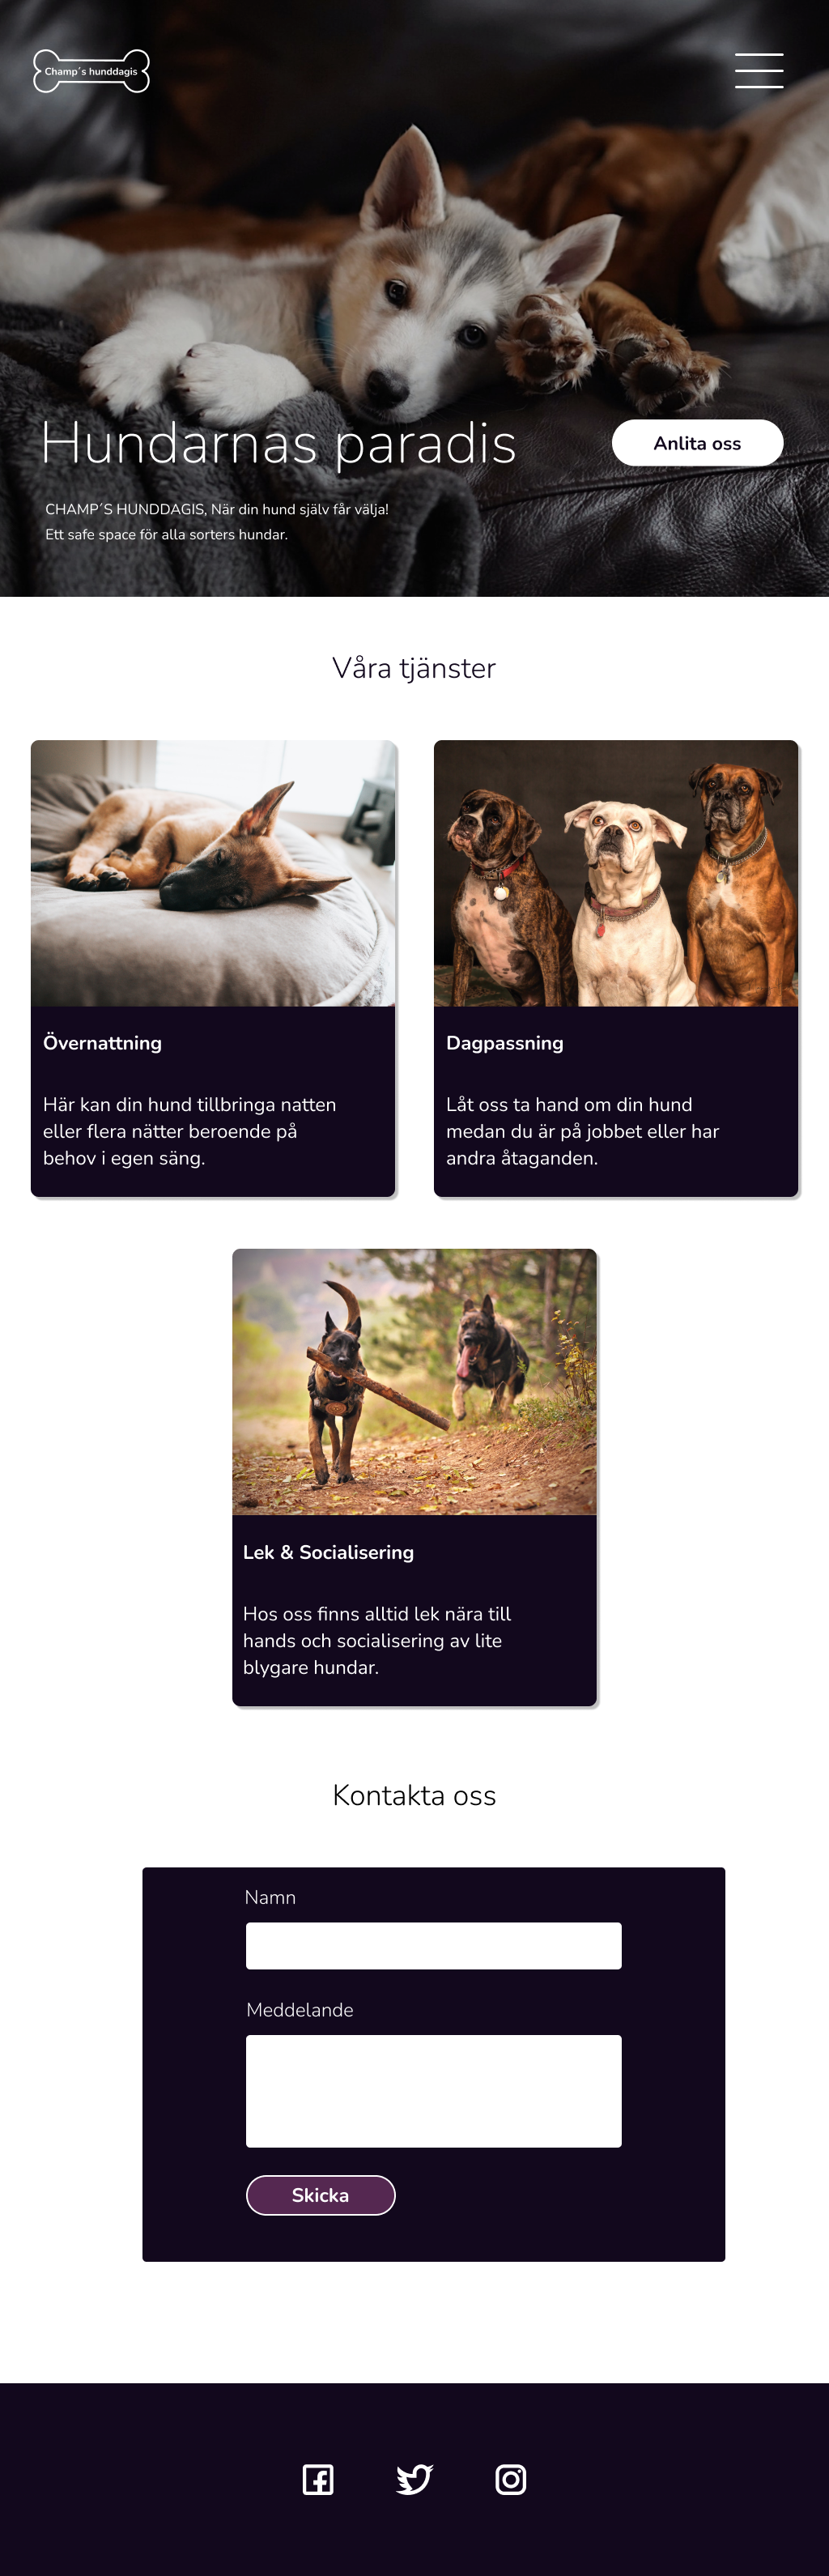 Champ´s hunddagis
Hundarnas paradis
Anlita oss
CHAMP´S HUNDDAGIS, När din hund själv får välja!
Ett safe space för alla sorters hundar.
Våra tjänster
Övernattning
Här kan din hund tillbringa natten
eller flera nätter beroende på
behov i egen säng.
Dagpassning
Låt oss ta hand om din hund
medan du är på jobbet eller har
andra åtaganden.
Lek & Socialisering
Hos oss finns alltid lek nära till
hands och socialisering av lite
blygare hundar.
Kontakta oss
Namn
Meddelande
Skicka